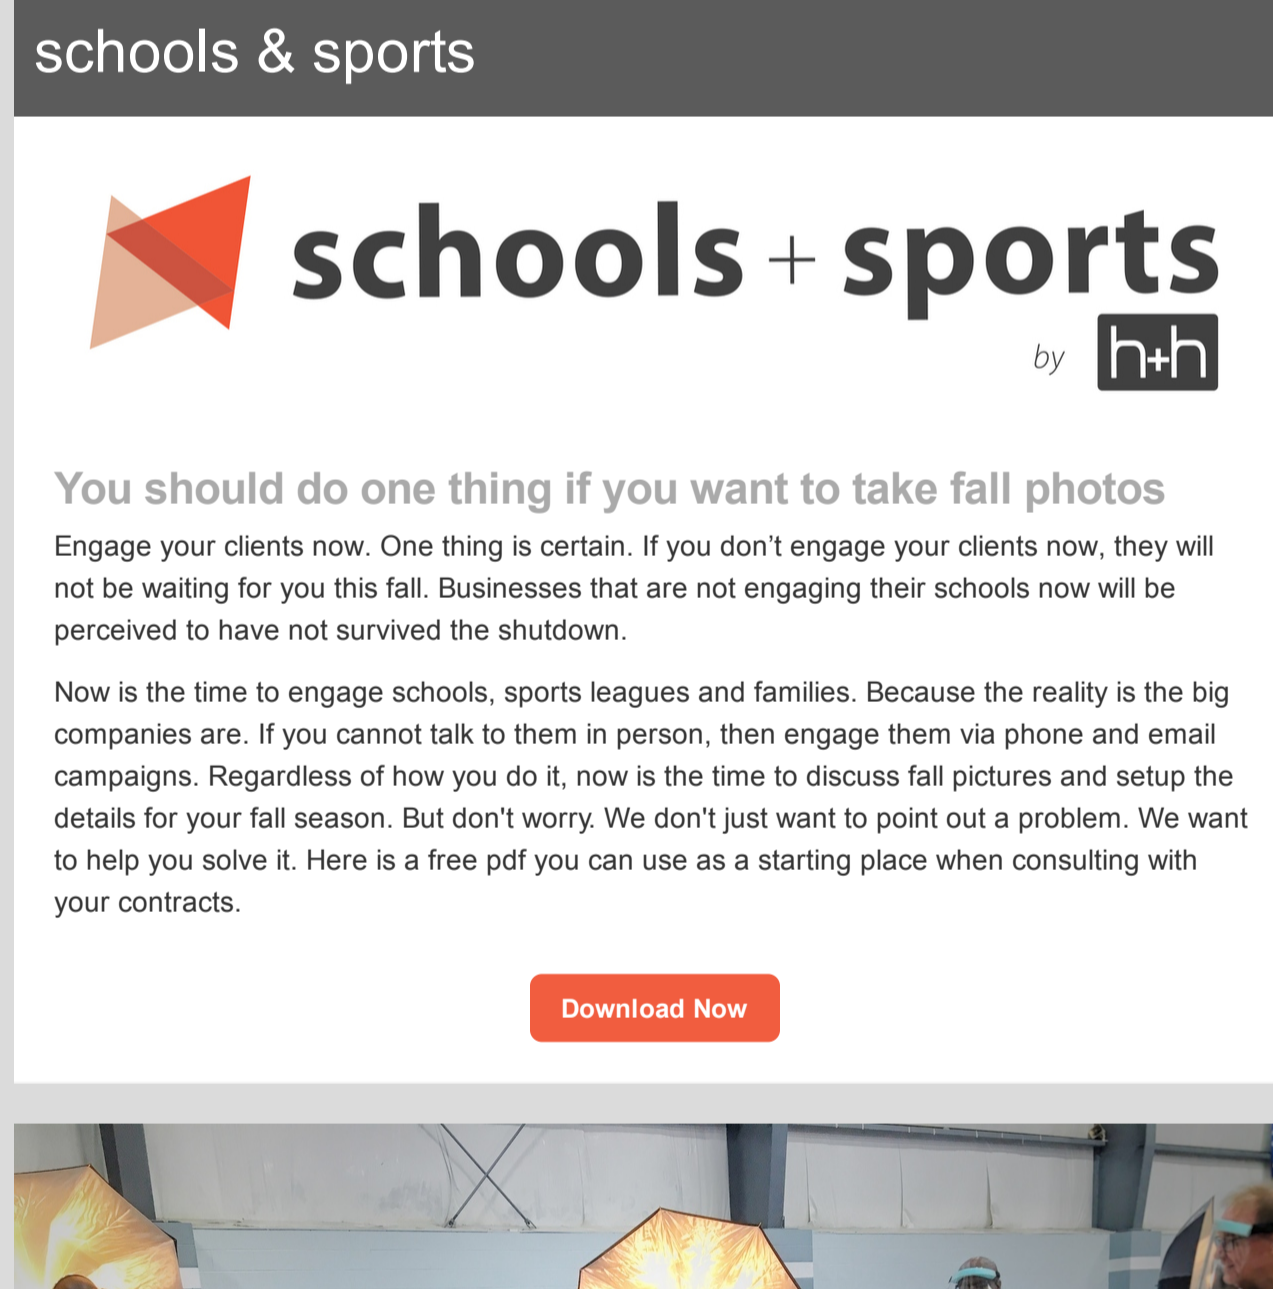 schools & sports
schools + sports
by h+h
You should do one thing if you want to take fall photos
Engage your clients now. One thing is certain. If you don’t engage your clients now, they will
not be waiting for you this fall. Businesses that are not engaging their schools now will be
perceived to have not survived the shutdown.
Now is the time to engage schools, sports leagues and families. Because the reality is the big
companies are. If you cannot talk to them in person, then engage them via phone and email
campaigns. Regardless of how you do it, now is the time to discuss fall pictures and setup the
details for your fall season. But don't worry. We don't just want to point out a problem. We want
to help you solve it. Here is a free pdf you can use as a starting place when consulting with
your contracts.
Download Now